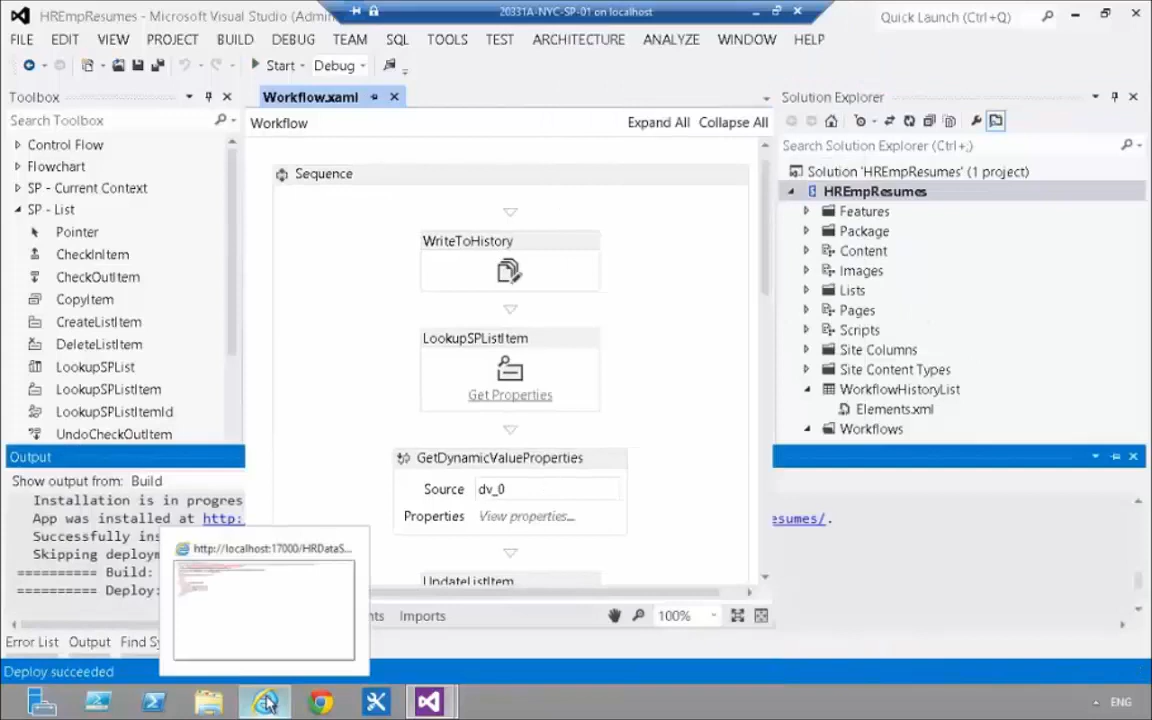 HREmpResumes - Microsoft Visual Studio (Admin
20331A-NYC-SP-01 on localhost
Quick Launch (Ctrl+Q)
FILE EDIT VIEW PROJECT BUILD DEBUG TEAM SQL TOOLS TEST ARCHITECTURE ANALYZE WINDOW HELP
Start Debug
Toolbox
Search Toolbox
Control Flow
Flowchart
SP - Current Context
SP - List
Pointer
CheckInItem
CheckOutItem
CopyItem
CreateListItem
DeleteListItem
LookupSPList
LookupSPListItem
LookupSPListItemId
UndoCheckOutItem
Workflow.xaml
Workflow
Expand All Collapse All
Sequence
WriteToHistory
LookupSPListItem
Get Properties
GetDynamicValueProperties
Source dv_0
Properties View properties...
UpdateListItem
Imports
100%
Solution Explorer
Search Solution Explorer (Ctrl+;)
Solution 'HREmpResumes' (1 project)
HREmpResumes
Features
Package
Content
Images
Lists
Pages
Scripts
Site Columns
Site Content Types
WorkflowHistoryList
Elements.xml
Workflows
Output
Show output from: Build
Installation is in progres
App was installed at http: esumes/.
Successfully ins
Skipping deploym
========== Build:
========== Deploy:
http://localhost:17000/HRDataS...
Error List Output Find Sy
Deploy succeeded
ENG